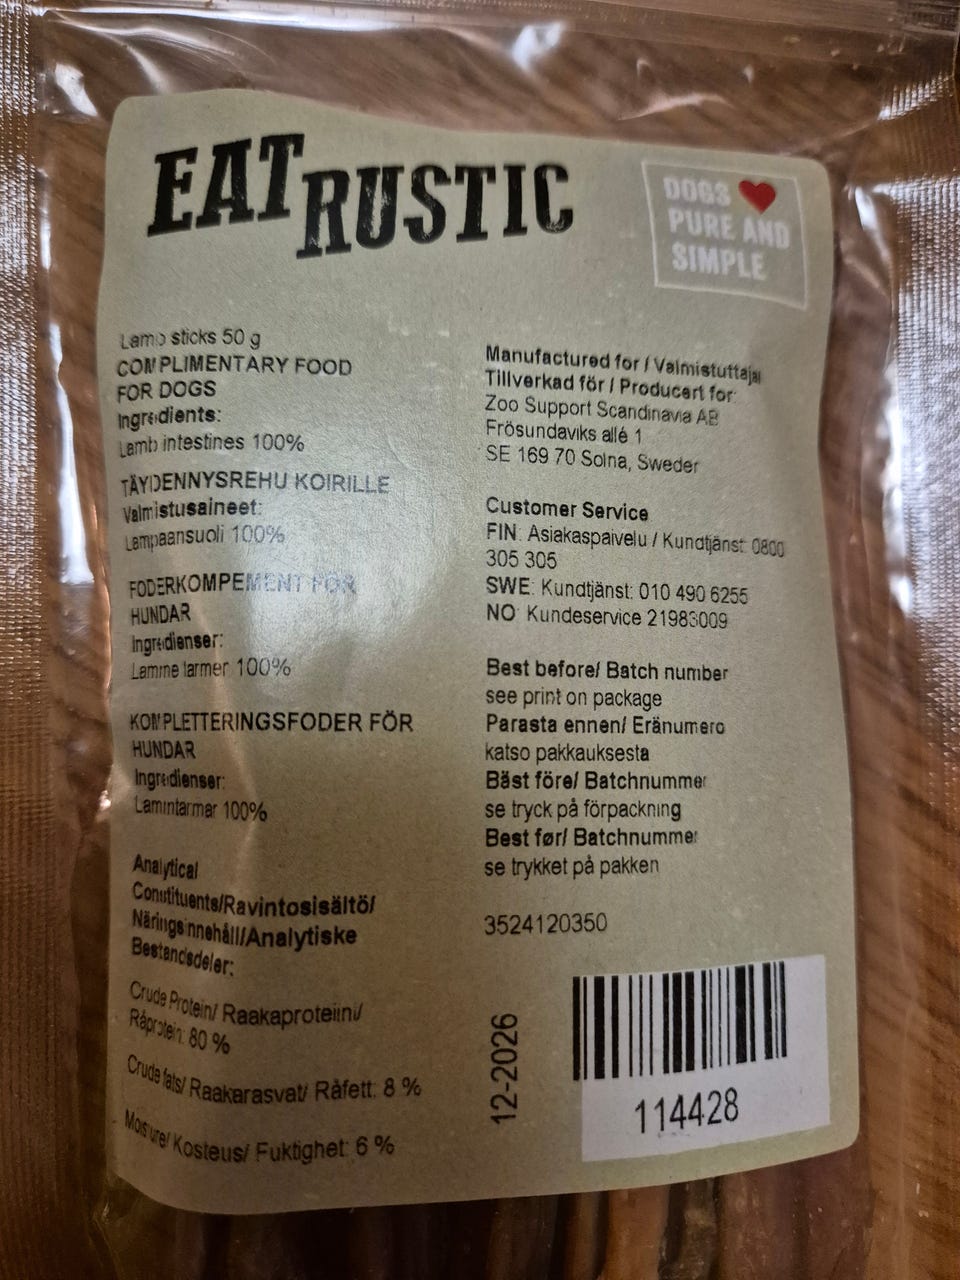 EAT RUSTIC
DOGS
PURE AND
SIMPLE
Lamb sticks 50 g
COMPLIMENTARY FOOD
FOR DOGS
Ingredients:
Lamb intestines 100%
TÄYDENNYSREHU KOIRILLE
Valmistusaineet:
Lampaansuoli 100%
FODERKOMPEMENT FÖR
HUNDAR
Ingredienser:
Lamme tarmer 100%
KOMPLETTERINGSFODER FÖR
HUNDAR
Ingredienser:
Lammtarmar 100%
Analytical
Constituents/Ravintosisältö/
Näringsinnehåll/Analytiske
Bestandsdeler:
Crude Protein/ Raakaproteiini/
Råprotein: 80 %
Crude fats/ Raakarasvat/ Råfett: 8 %
Moisture/ Kosteus/ Fuktighet: 6 %
Manufactured for / Valmistuttaja/
Tillverkad för / Producert for:
Zoo Support Scandinavia AB
Frösundaviks allé 1
SE 169 70 Solna, Sweden
Customer Service
FIN: Asiakaspaivelu / Kundtjänst: 0800
305 305
SWE: Kundtjänst: 010 490 6255
NO: Kundeservice 21983009
Best before/ Batch number
see print on package
Parasta ennen/ Eränumero
katso pakkauksesta
Bäst före/ Batchnummer
se tryck på förpackning
Best før/ Batchnummer
se trykket på pakken
3524120350
12-2026
114428